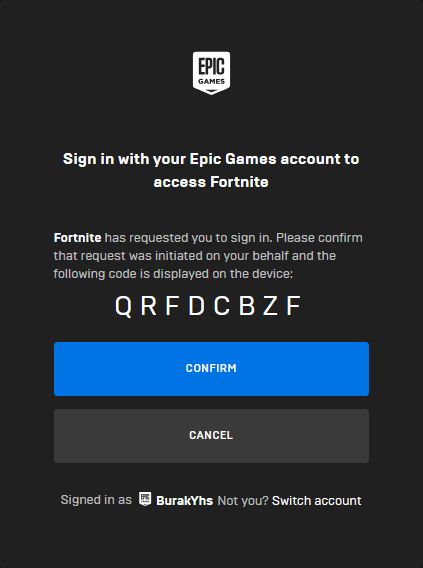 EPIC
GAMES
Sign in with your Epic Games account to
access Fortnite
Fortnite has requested you to sign in. Please confirm
that request was initiated on your behalf and the
following code is displayed on the device:
QRFDCBZF
CONFIRM
CANCEL
Signed in as EPIC GAMES BurakYhs Not you? Switch account